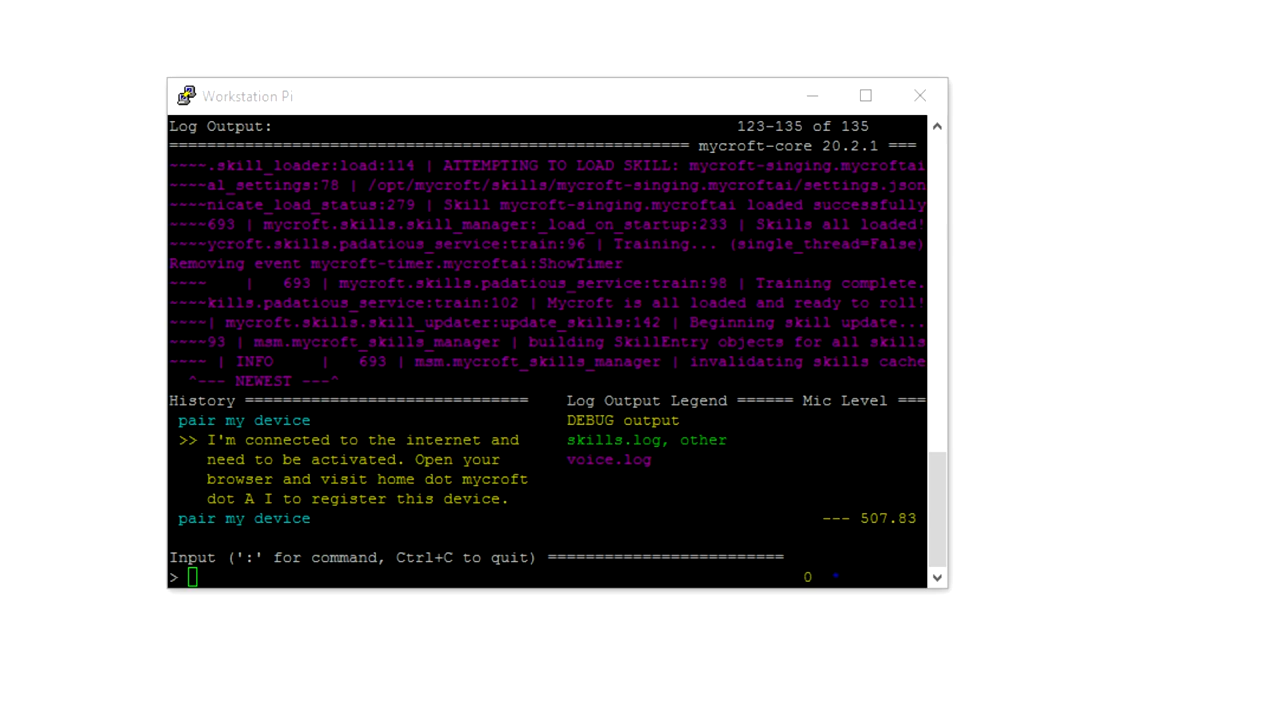 Workstation Pi
Log Output: 123-135 of 135
======================================================= mycroft-core 20.2.1 ===
~~~~.skill_loader:load:114 | ATTEMPTING TO LOAD SKILL: mycroft-singing.mycroftai
~~~~al_settings:78 | /opt/mycroft/skills/mycroft-singing.mycroftai/settings.json
~~~~nicate_load_status:279 | Skill mycroft-singing.mycroftai loaded successfully
~~~~693 | mycroft.skills.skill_manager:_load_on_startup:233 | Skills all loaded!
~~~~ycroft.skills.padatious_service:train:96 | Training... (single_thread=False)
Removing event mycroft-timer.mycroftai:ShowTimer
~~~~    |   693 | mycroft.skills.padatious_service:train:98 | Training complete.
~~~~kills.padatious_service:train:102 | Mycroft is all loaded and ready to roll!
~~~~| mycroft.skills.skill_updater:update_skills:142 | Beginning skill update...
~~~~93 | msm.mycroft_skills_manager | building SkillEntry objects for all skills
~~~~ | INFO     |   693 | msm.mycroft_skills_manager | invalidating skills cache
^--- NEWEST ---^
History ============================== Log Output Legend ====== Mic Level ===
pair my device DEBUG output
>> I'm connected to the internet and skills.log, other
need to be activated. Open your voice.log
browser and visit home dot mycroft
dot A I to register this device.
pair my device --- 507.83
Input (':' for command, Ctrl+C to quit) =========================
> 0 *